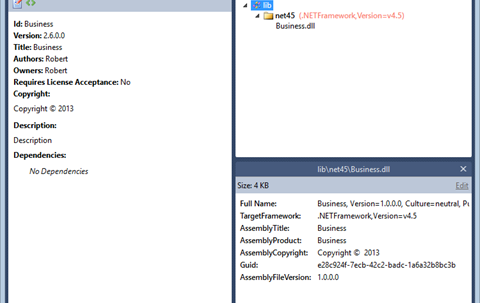 Id: Business
Version: 2.6.0.0
Title: Business
Authors: Robert
Owners: Robert
Requires License Acceptance: No
Copyright:
Copyright © 2013
Description:
Description
Dependencies:
No Dependencies
lib
net45 (.NETFramework,Version=v4.5)
Business.dll
lib\net45\Business.dll
Size: 4 KB Edit
Full Name: Business, Version=1.0.0.0, Culture=neutral, Pu
TargetFramework: .NETFramework,Version=v4.5
AssemblyTitle: Business
AssemblyProduct: Business
AssemblyCopyright: Copyright © 2013
Guid: e28c924f-7ecb-42c2-badc-1a6a32b8bc3b
AssemblyFileVersion: 1.0.0.0